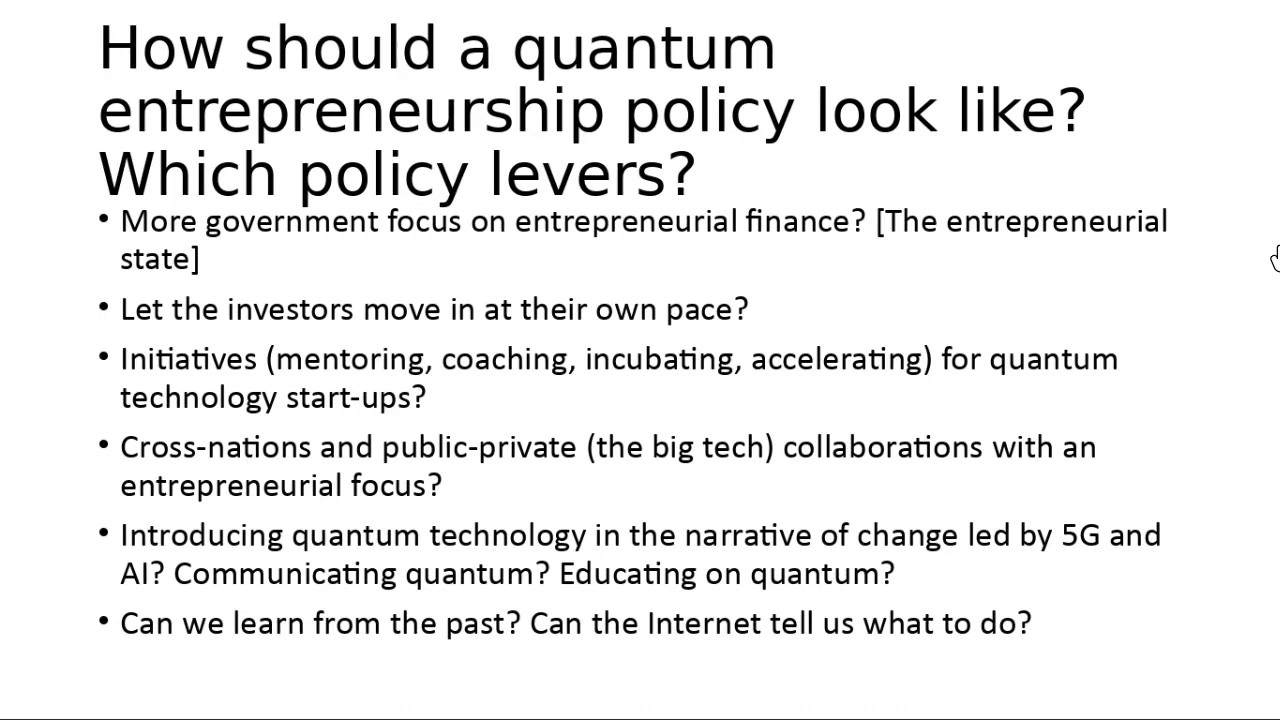 How should a quantum
entrepreneurship policy look like?
Which policy levers?
• More government focus on entrepreneurial finance? [The entrepreneurial
state]
• Let the investors move in at their own pace?
• Initiatives (mentoring, coaching, incubating, accelerating) for quantum
technology start-ups?
• Cross-nations and public-private (the big tech) collaborations with an
entrepreneurial focus?
• Introducing quantum technology in the narrative of change led by 5G and
AI? Communicating quantum? Educating on quantum?
• Can we learn from the past? Can the Internet tell us what to do?